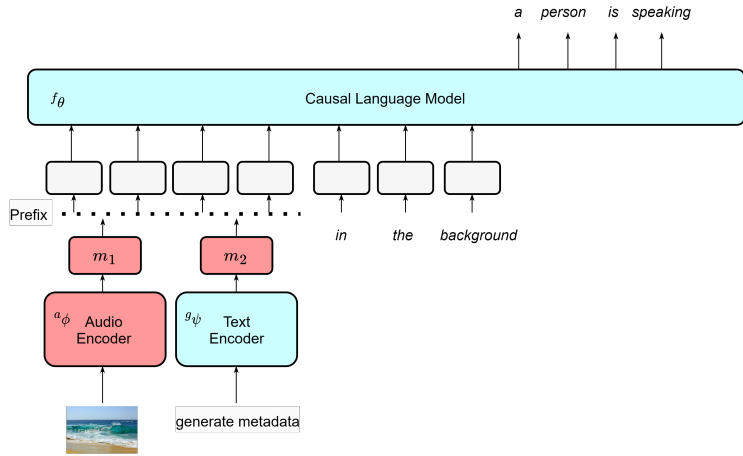 a person is speaking
f_θ Causal Language Model
Prefix
m_1 m_2
in the background
a_ϕ Audio
Encoder
g_ψ Text
Encoder
generate metadata